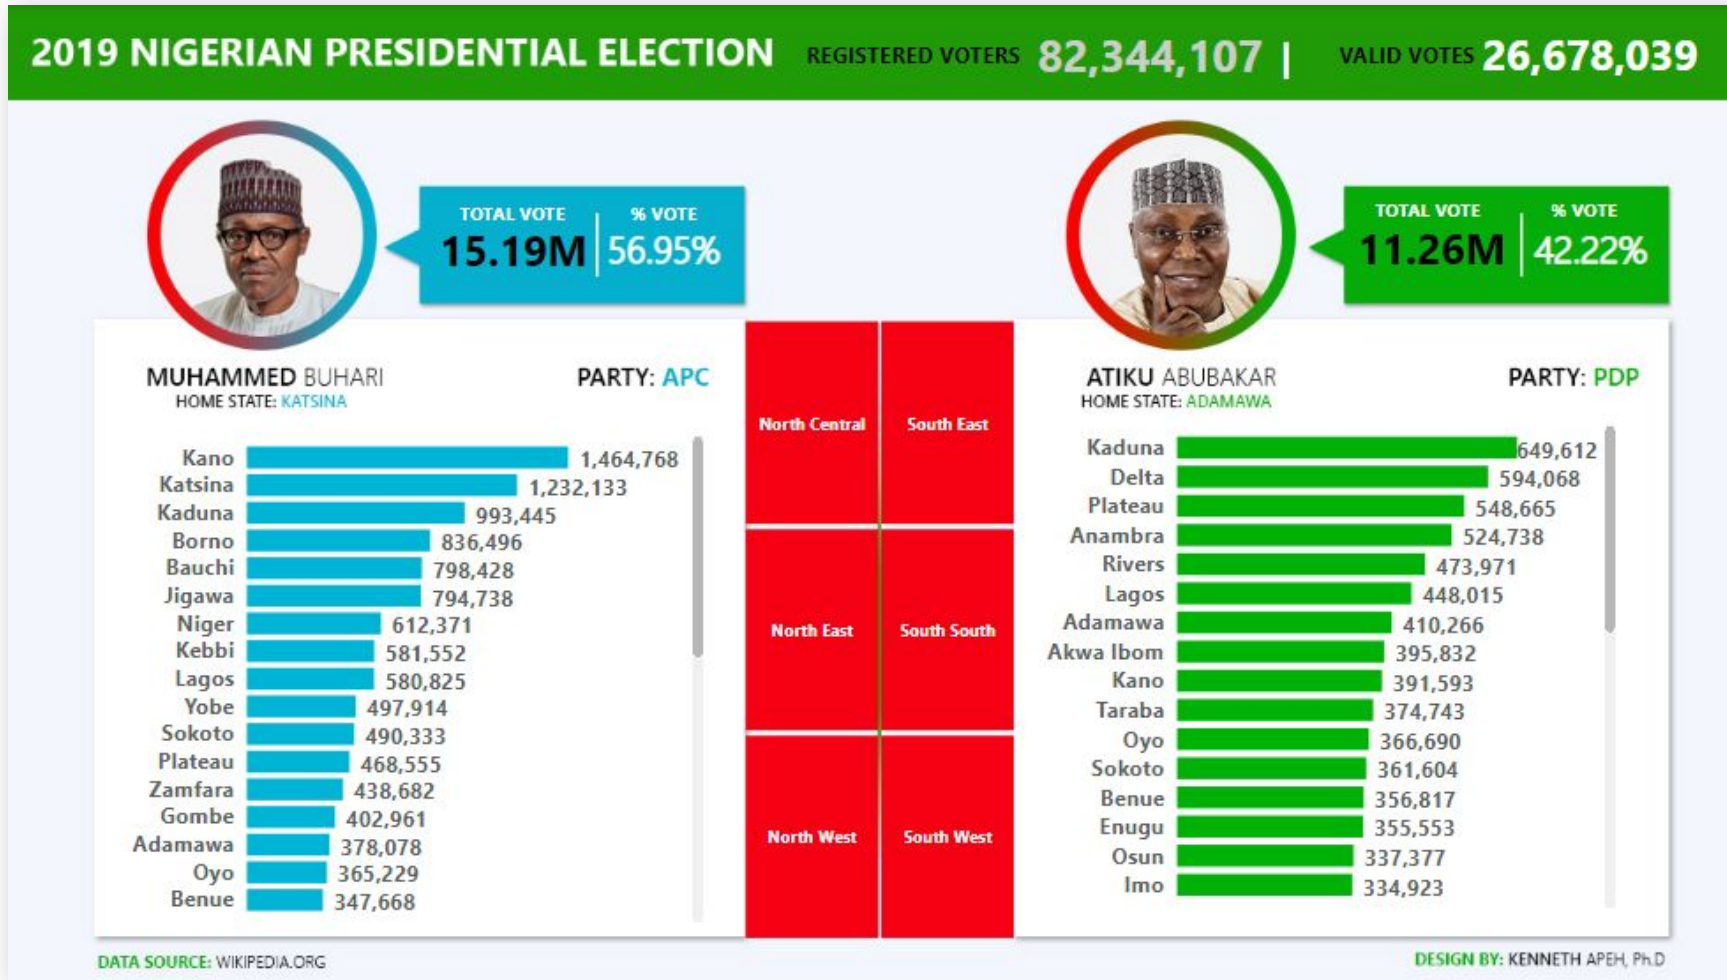 2019 NIGERIAN PRESIDENTIAL ELECTION REGISTERED VOTERS 82,344,107 | VALID VOTES 26,678,039
TOTAL VOTE % VOTE
15.19M 56.95%
TOTAL VOTE % VOTE
11.26M 42.22%
MUHAMMED BUHARI PARTY: APC
HOME STATE: KATSINA
Kano 1,464,768
Katsina 1,232,133
Kaduna 993,445
Borno 836,496
Bauchi 798,428
Jigawa 794,738
Niger 612,371
Kebbi 581,552
Lagos 580,825
Yobe 497,914
Sokoto 490,333
Plateau 468,555
Zamfara 438,682
Gombe 402,961
Adamawa 378,078
Oyo 365,229
Benue 347,668
North Central South East
North East South South
North West South West
ATIKU ABUBAKAR PARTY: PDP
HOME STATE: ADAMAWA
Kaduna 649,612
Delta 594,068
Plateau 548,665
Anambra 524,738
Rivers 473,971
Lagos 448,015
Adamawa 410,266
Akwa Ibom 395,832
Kano 391,593
Taraba 374,743
Oyo 366,690
Sokoto 361,604
Benue 356,817
Enugu 355,553
Osun 337,377
Imo 334,923
DATA SOURCE: WIKIPEDIA.ORG
DESIGN BY: KENNETH APEH, Ph.D